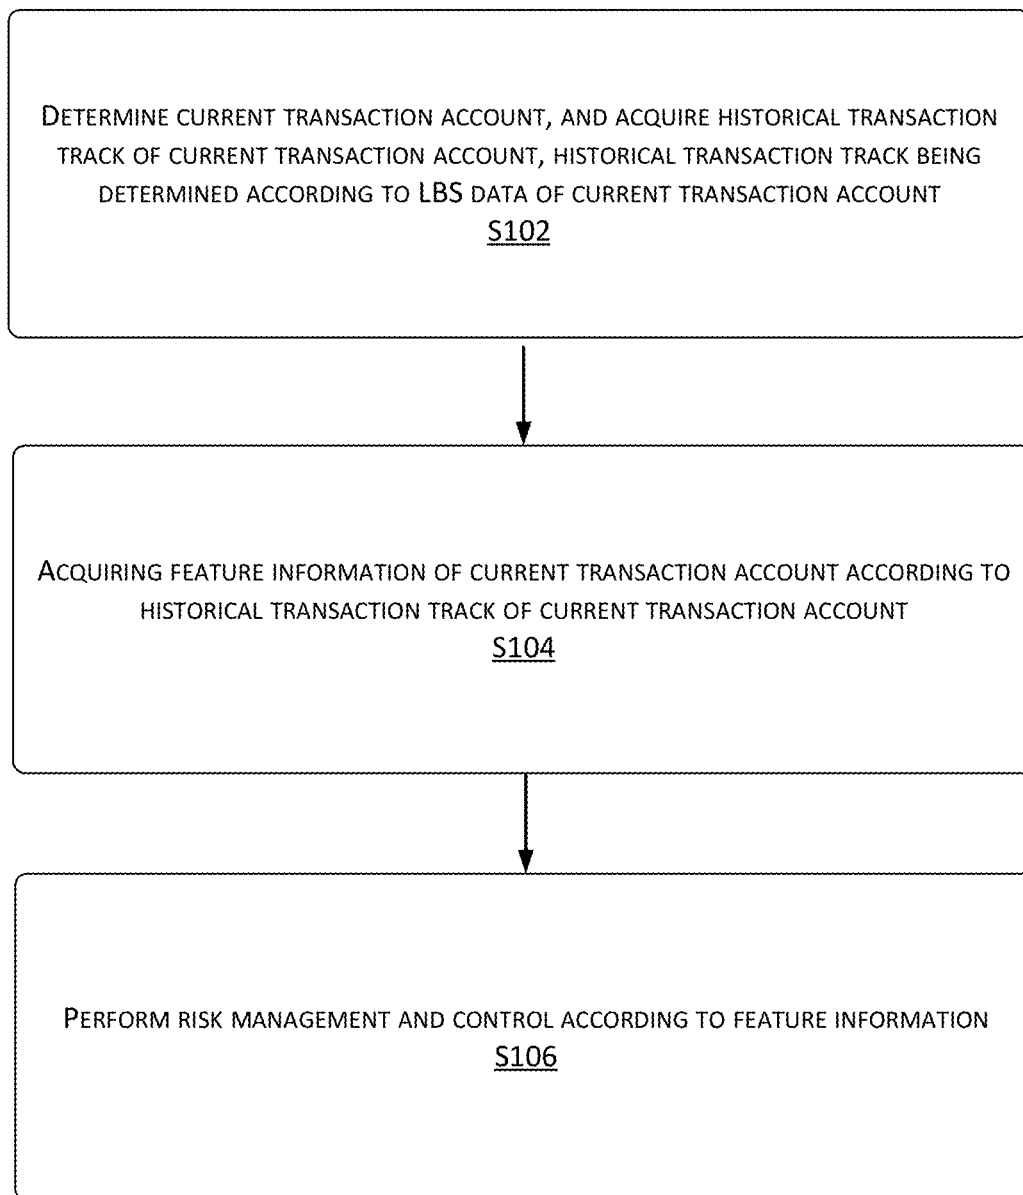 DETERMINE CURRENT TRANSACTION ACCOUNT, AND ACQUIRE HISTORICAL TRANSACTION
TRACK OF CURRENT TRANSACTION ACCOUNT, HISTORICAL TRANSACTION TRACK BEING
DETERMINED ACCORDING TO LBS DATA OF CURRENT TRANSACTION ACCOUNT
S102
ACQUIRING FEATURE INFORMATION OF CURRENT TRANSACTION ACCOUNT ACCORDING TO
HISTORICAL TRANSACTION TRACK OF CURRENT TRANSACTION ACCOUNT
S104
PERFORM RISK MANAGEMENT AND CONTROL ACCORDING TO FEATURE INFORMATION
S106